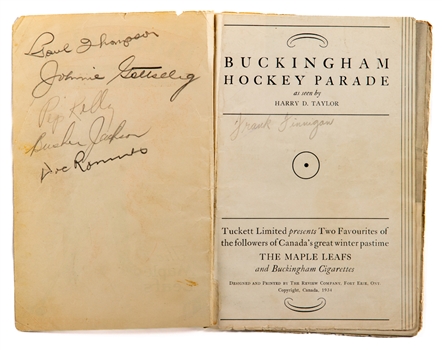 Paul Thompson
Johnnie Gottselig
Pep. Kelly
Busher Jackson
Doc Romnes
BUCKINGHAM
HOCKEY PARADE
as seen by
HARRY D. TAYLOR
Frank Finnigan
Tuckett Limited presents Two Favourites of
the followers of Canada's great winter pastime
THE MAPLE LEAFS
and Buckingham Cigarettes
DESIGNED AND PRINTED BY THE REVIEW COMPANY, FORT ERIE, ONT.
Copyright, Canada, 1934